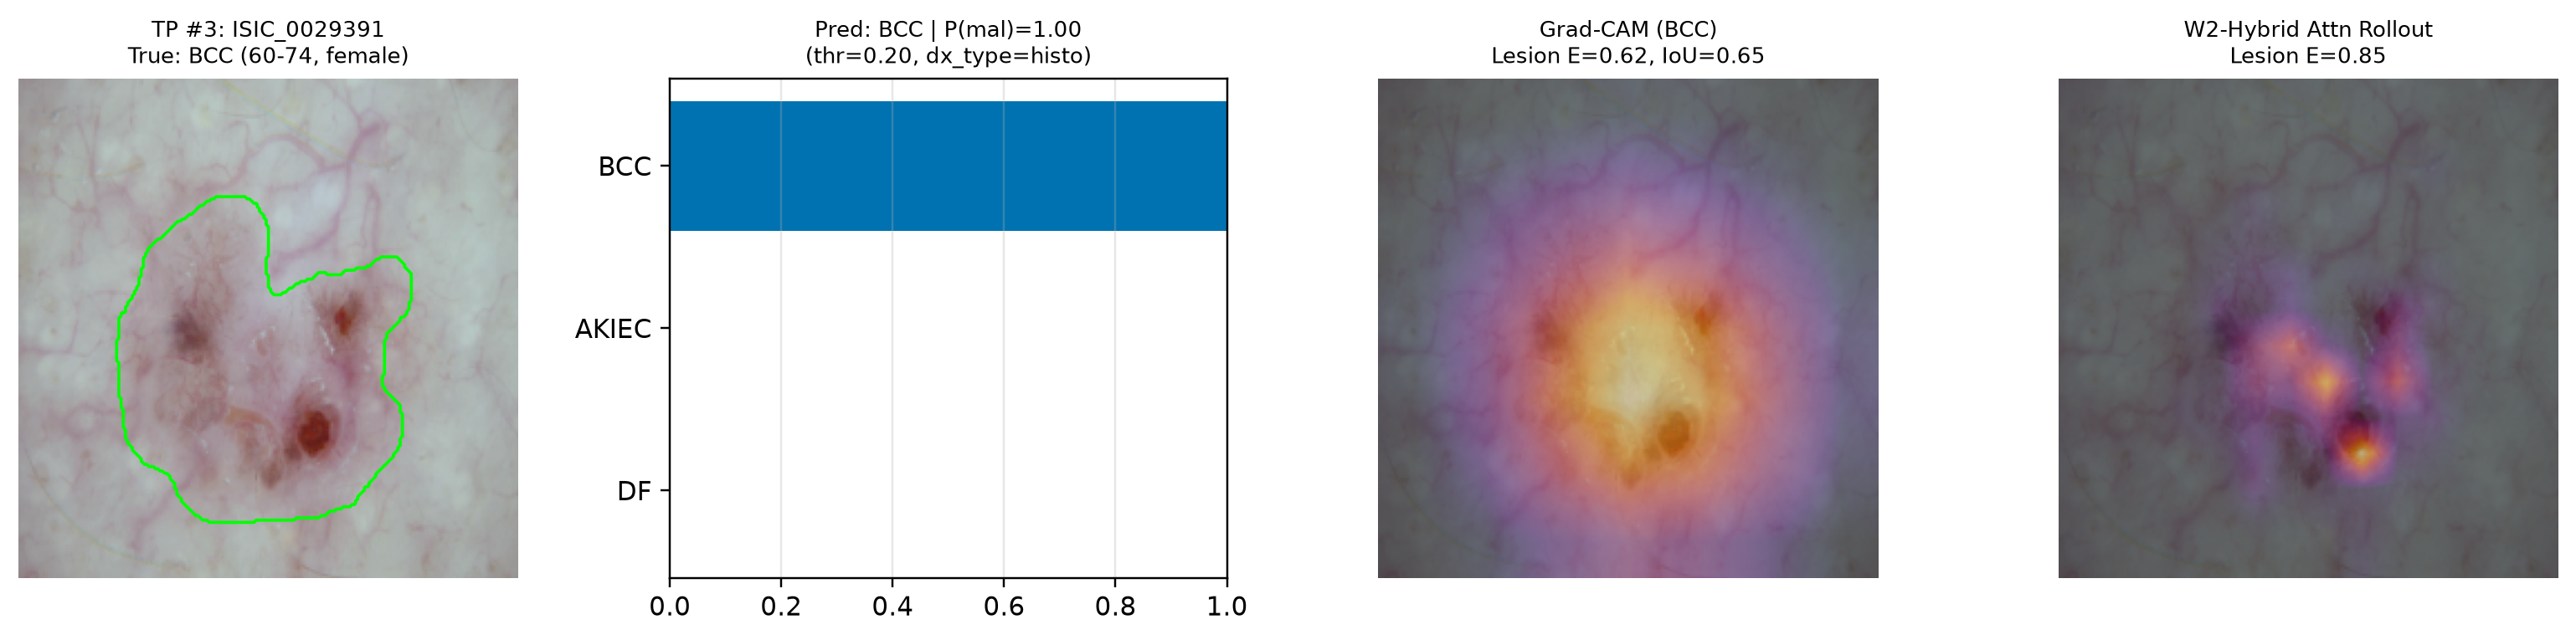 TP #3: ISIC_0029391
True: BCC (60-74, female)
Pred: BCC | P(mal)=1.00
(thr=0.20, dx_type=histo)
BCC
AKIEC
DF
0.0 0.2 0.4 0.6 0.8 1.0
Grad-CAM (BCC)
Lesion E=0.62, IoU=0.65
W2-Hybrid Attn Rollout
Lesion E=0.85